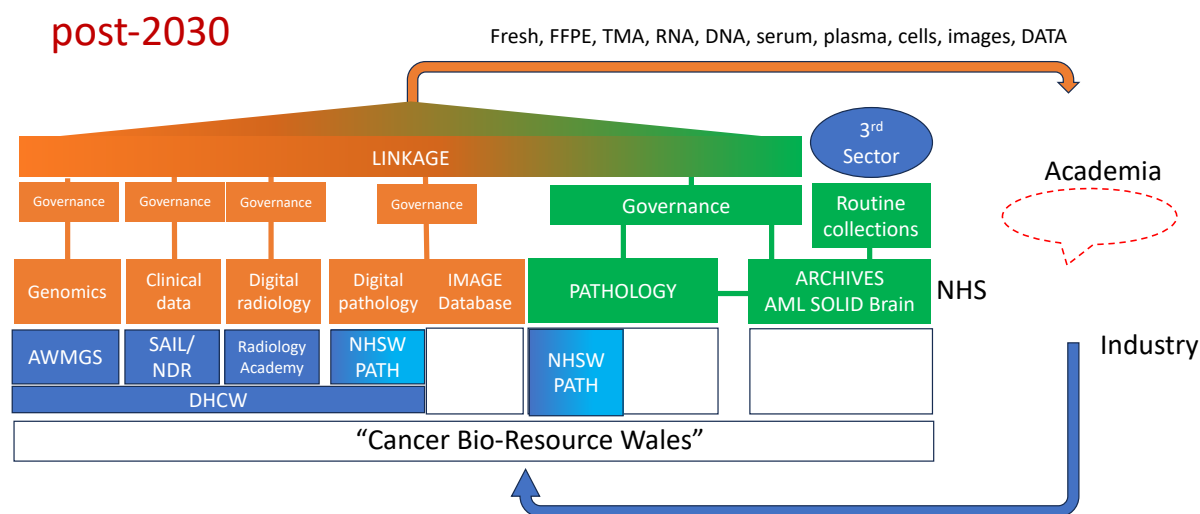 post-2030
Fresh, FFPE, TMA, RNA, DNA, serum, plasma, cells, images, DATA
3rd
Sector
LINKAGE
Academia
Governance
Governance
Governance
Governance
Governance
Routine
collections
Genomics
Clinical
data
Digital
radiology
Digital
pathology
IMAGE
Database
PATHOLOGY
ARCHIVES
AML SOLID Brain
NHS
AWMGS
SAIL/
NDR
Radiology
Academy
NHSW
PATH
NHSW
PATH
Industry
DHCW
“Cancer Bio-Resource Wales”